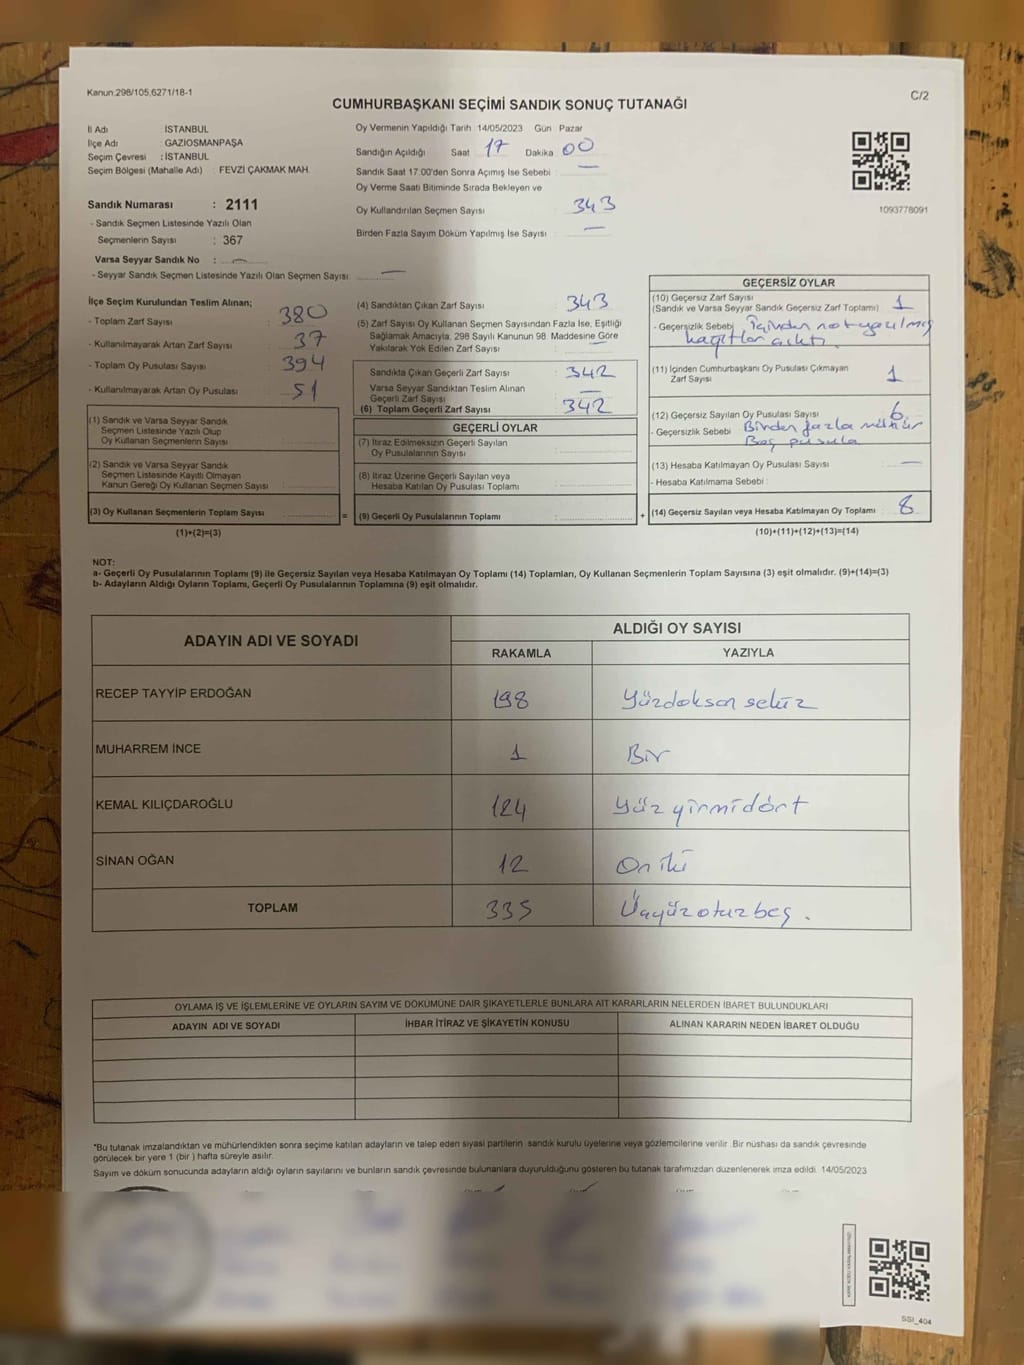 Kanun:298/105,6271/18-1
C/2
CUMHURBAŞKANI SEÇİMİ SANDIK SONUÇ TUTANAĞI
İl Adı : İSTANBUL
İlçe Adı : GAZİOSMANPAŞA
Seçim Çevresi : İSTANBUL
Seçim Bölgesi (Mahalle Adı) : FEVZİ ÇAKMAK MAH.
Sandık Numarası : 2111
- Sandık Seçmen Listesinde Yazılı Olan
Seçmenlerin Sayısı : 367
Varsa Seyyar Sandık No : —
- Seyyar Sandık Seçmen Listesinde Yazılı Olan Seçmen Sayısı : —
Oy Vermenin Yapıldığı Tarih : 14/05/2023 Gün : Pazar
Sandığın Açıldığı Saat 17 Dakika 00
Sandık Saat 17:00'den Sonra Açımış İse Sebebi : —
Oy Verme Saati Bitiminde Sırada Bekleyen ve
Oy Kullandırılan Seçmen Sayısı : 343
Birden Fazla Sayım Döküm Yapılmış İse Sayısı : —
1093778091
İlçe Seçim Kurulundan Teslim Alınan;
- Toplam Zarf Sayısı : 380
- Kullanılmayarak Artan Zarf Sayısı : 37
- Toplam Oy Pusulası Sayısı : 394
- Kullanılmayarak Artan Oy Pusulası : 51
(1) Sandık ve Varsa Seyyar Sandık
Seçmen Listesinde Yazılı Olup
Oy Kullanan Seçmenlerin Sayısı :
(2) Sandık ve Varsa Seyyar Sandık
Seçmen Listesinde Kayıtlı Olmayan
Kanun Gereği Oy Kullanan Seçmen Sayısı :
(3) Oy Kullanan Seçmenlerin Toplam Sayısı :
(1)+(2)=(3)
(4) Sandıktan Çıkan Zarf Sayısı : 343
(5) Zarf Sayısı Oy Kullanan Seçmen Sayısından Fazla İse, Eşitliği
Sağlamak Amacıyla, 298 Sayılı Kanunun 98. Maddesine Göre
Yakılarak Yok Edilen Zarf Sayısı : —
Sandıkta Çıkan Geçerli Zarf Sayısı : 342
Varsa Seyyar Sandıktan Teslim Alınan
Geçerli Zarf Sayısı : —
(6) Toplam Geçerli Zarf Sayısı : 342
GEÇERLİ OYLAR
(7) İtiraz Edilmeksizin Geçerli Sayılan
Oy Pusulalarının Sayısı :
(8) İtiraz Üzerine Geçerli Sayılan veya
Hesaba Katılan Oy Pusulası Toplamı :
= (9) Geçerli Oy Pusulalarının Toplamı : +
GEÇERSİZ OYLAR
(10) Geçersiz Zarf Sayısı
(Sandık ve Varsa Seyyar Sandık Geçersiz Zarf Toplamı) : 1
- Geçersizlik Sebebi İçinden not yazılmış
kağıtlar çıktı.
(11) İçinden Cumhurbaşkanı Oy Pusulası Çıkmayan
Zarf Sayısı : 1
(12) Geçersiz Sayılan Oy Pusulası Sayısı : 6
- Geçersizlik Sebebi Birden fazla mühür
Boş pusula
(13) Hesaba Katılmayan Oy Pusulası Sayısı : —
- Hesaba Katılmama Sebebi :
(14) Geçersiz Sayılan veya Hesaba Katılmayan Oy Toplamı : 8
(10)+(11)+(12)+(13)=(14)
NOT:
a- Geçerli Oy Pusulalarının Toplamı (9) ile Geçersiz Sayılan veya Hesaba Katılmayan Oy Toplamı (14) Toplamları, Oy Kullanan Seçmenlerin Toplam Sayısına (3) eşit olmalıdır. (9)+(14)=(3)
b- Adayların Aldığı Oyların Toplamı, Geçerli Oy Pusulalarının Toplamına (9) eşit olmalıdır.
ADAYIN ADI VE SOYADI ALDIĞI OY SAYISI
RAKAMLA YAZIYLA
RECEP TAYYİP ERDOĞAN 198 Yüzdoksan sekiz
MUHARREM İNCE 1 Bir
KEMAL KILIÇDAROĞLU 124 Yüz yirmidört
SİNAN OĞAN 12 On iki
TOPLAM 335 Üçyüzotuzbeş.
OYLAMA İŞ VE İŞLEMLERİNE VE OYLARIN SAYIM VE DÖKÜMÜNE DAİR ŞİKAYETLERLE BUNLARA AİT KARARLARIN NELERDEN İBARET BULUNDUKLARI
ADAYIN ADI VE SOYADI İHBAR İTİRAZ VE ŞİKAYETİN KONUSU ALINAN KARARIN NEDEN İBARET OLDUĞU
*Bu tutanak imzalandıktan ve mühürlendikten sonra seçime katılan adayların ve talep eden siyasi partilerin sandık kurulu üyelerine veya gözlemcilerine verilir. Bir nüshası da sandık çevresinde
görülecek bir yere 1 (bir ) hafta süreyle asılır.
Sayım ve döküm sonucunda adayların aldığı oyların sayılarını ve bunların sandık çevresinde bulunanlara duyurulduğunu gösteren bu tutanak tarafımızdan düzenlenerek imza edildi. 14/05/2023
SSI_404